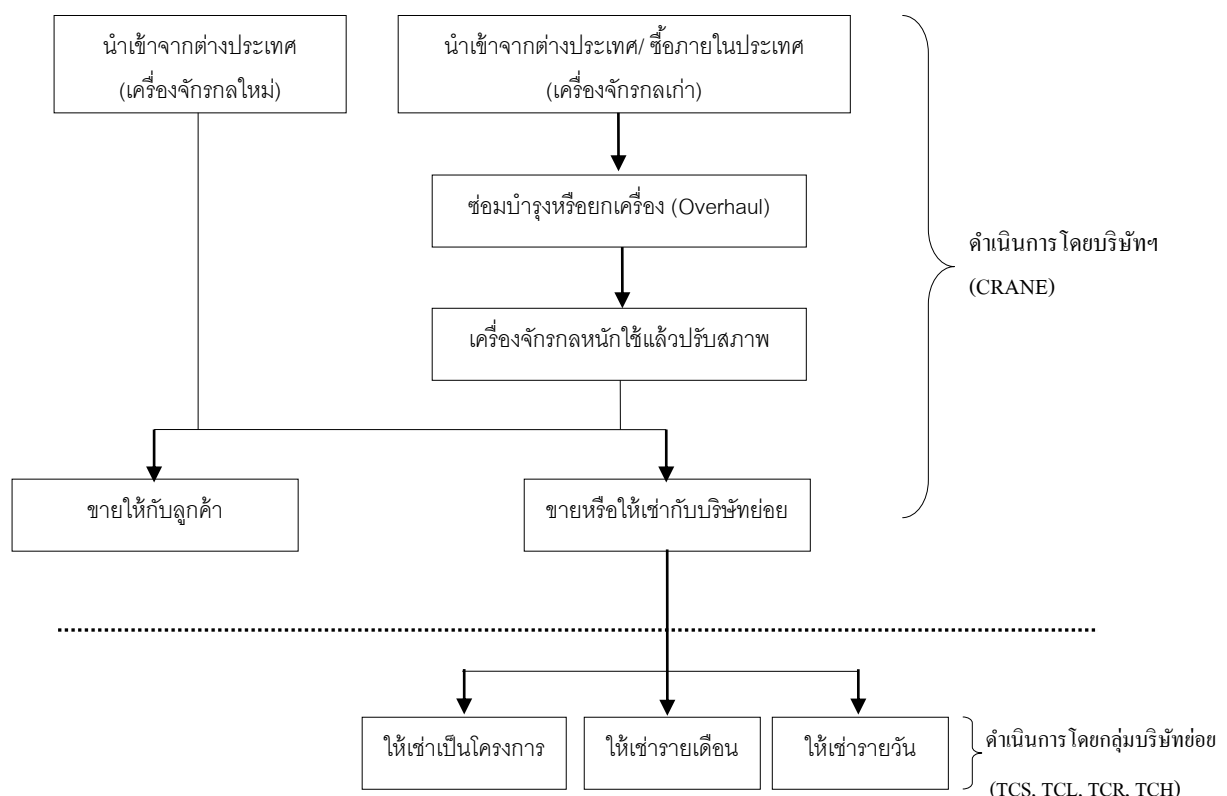 นำเข้าจากต่างประเทศ
(เครื่องจักรกลใหม่)
นำเข้าจากต่างประเทศ/ ซื้อภายในประเทศ
(เครื่องจักรกลเก่า)
ซ่อมบำรุงหรือยกเครื่อง (Overhaul)
เครื่องจักรกลหนักใช้แล้วปรับสภาพ
ดำเนินการโดยบริษัทฯ
(CRANE)
ขายให้กับลูกค้า
ขายหรือให้เช่ากับบริษัทย่อย
ให้เช่าเป็นโครงการ
ให้เช่ารายเดือน
ให้เช่ารายวัน
ดำเนินการโดยกลุ่มบริษัทย่อย
(TCS, TCL, TCR, TCH)